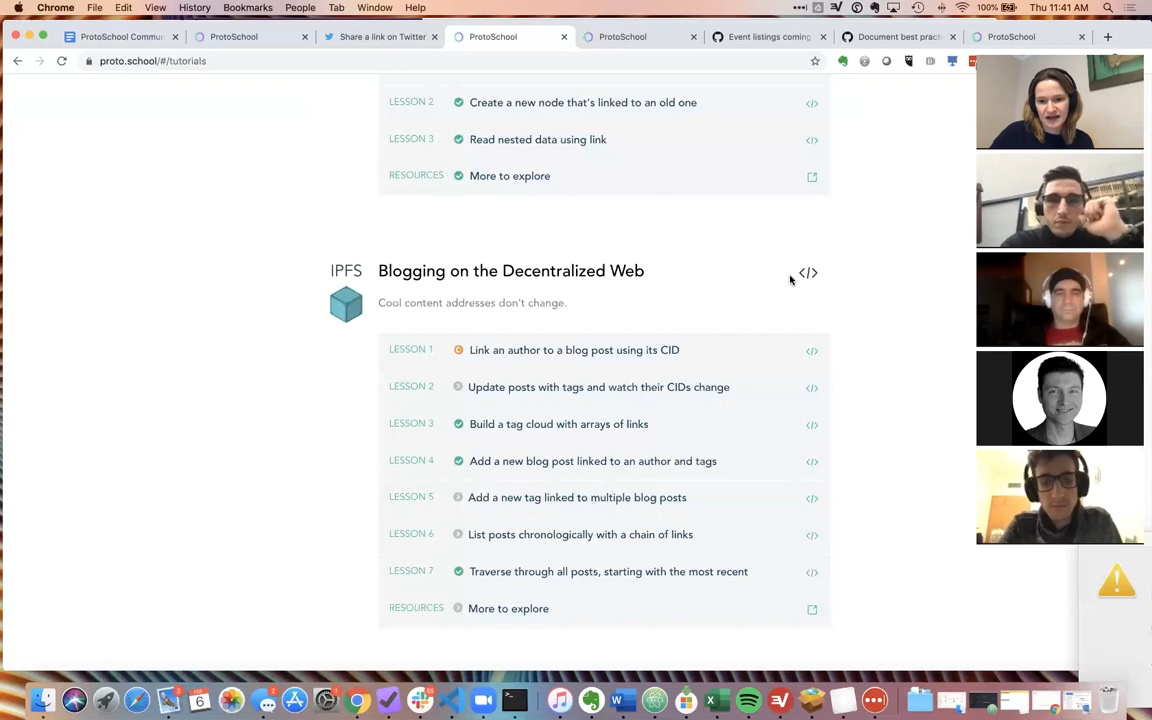 Chrome File Edit View History Bookmarks People Tab Window Help 100% Thu 11:41 AM
ProtoSchool Commun ProtoSchool Share a link on Twitter ProtoSchool ProtoSchool Event listings coming Document best practi ProtoSchool
proto.school/#/tutorials
LESSON 2 Create a new node that's linked to an old one </>
LESSON 3 Read nested data using link </>
RESOURCES More to explore
IPFS Blogging on the Decentralized Web </>
Cool content addresses don't change.
LESSON 1 Link an author to a blog post using its CID </>
LESSON 2 Update posts with tags and watch their CIDs change </>
LESSON 3 Build a tag cloud with arrays of links </>
LESSON 4 Add a new blog post linked to an author and tags </>
LESSON 5 Add a new tag linked to multiple blog posts </>
LESSON 6 List posts chronologically with a chain of links </>
LESSON 7 Traverse through all posts, starting with the most recent </>
RESOURCES More to explore